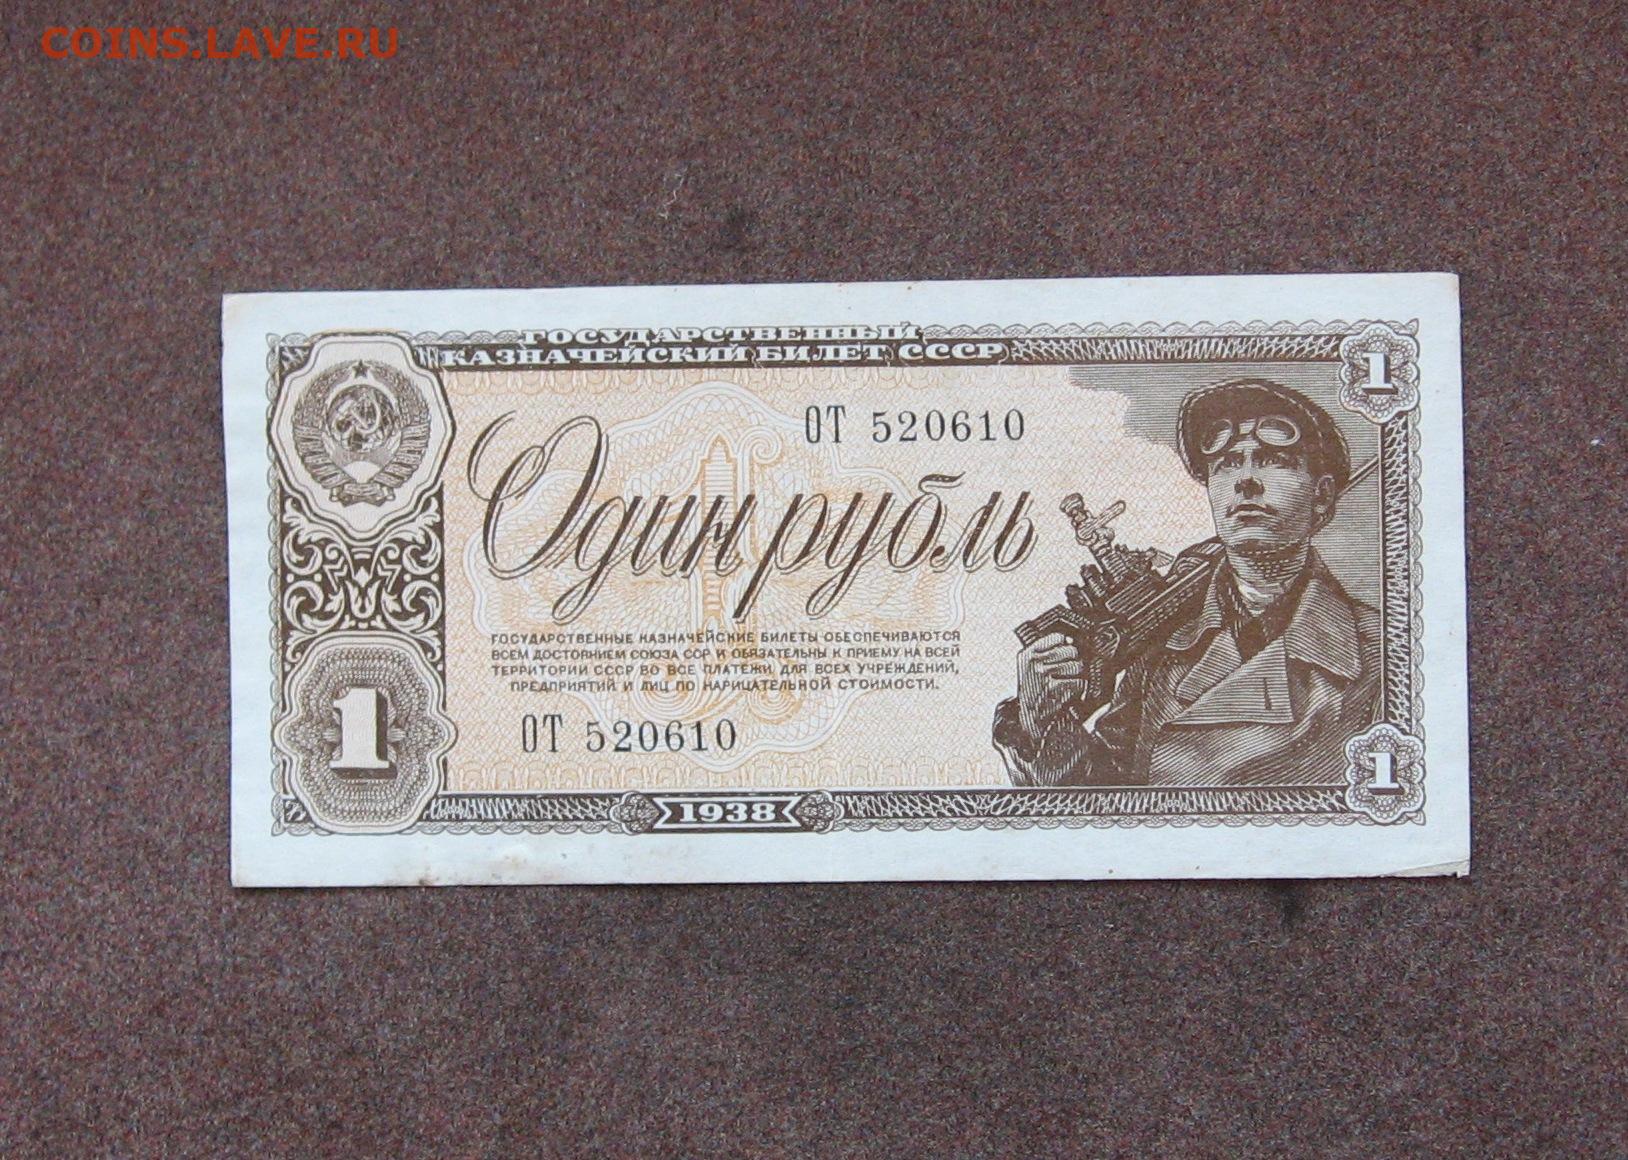 COINS.LAVE.RU
ГОСУДАРСТВЕННЫЙ
КАЗНАЧЕЙСКИЙ БИЛЕТ СССР
1
ОТ 520610
Один рубль
ГОСУДАРСТВЕННЫЕ КАЗНАЧЕЙСКИЕ БИЛЕТЫ ОБЕСПЕЧИВАЮТСЯ
ВСЕМ ДОСТОЯНИЕМ СОЮЗА ССР И ОБЯЗАТЕЛЬНЫ К ПРИЕМУ НА ВСЕЙ
ТЕРРИТОРИИ СССР ВО ВСЕ ПЛАТЕЖИ ДЛЯ ВСЕХ УЧРЕЖДЕНИЙ,
ПРЕДПРИЯТИЙ И ЛИЦ ПО НАРИЦАТЕЛЬНОЙ СТОИМОСТИ.
1
ОТ 520610
1
1938